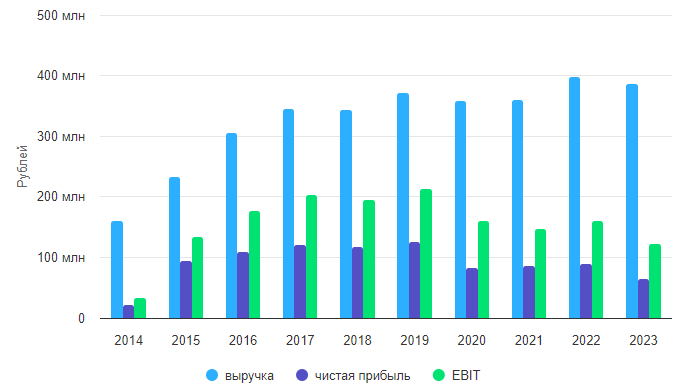 500 млн
400 млн
300 млн
200 млн
100 млн
0
Рублей
2014 2015 2016 2017 2018 2019 2020 2021 2022 2023
выручка чистая прибыль EBIT